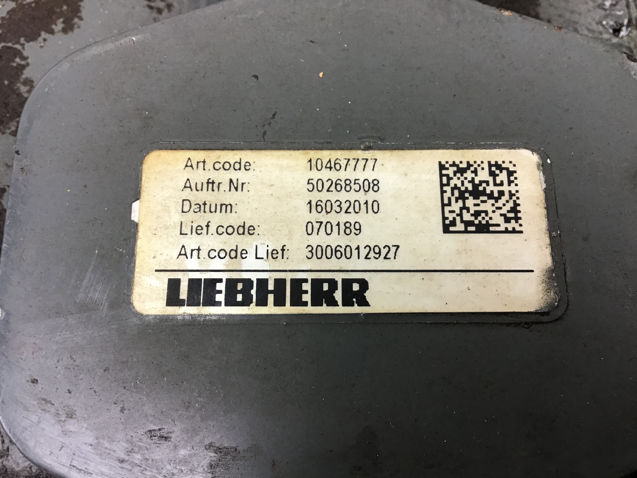 Art.code: 10467777
Auftr.Nr: 50268508
Datum: 16032010
Lief.code: 070189
Art.code Lief: 3006012927
LIEBHERR